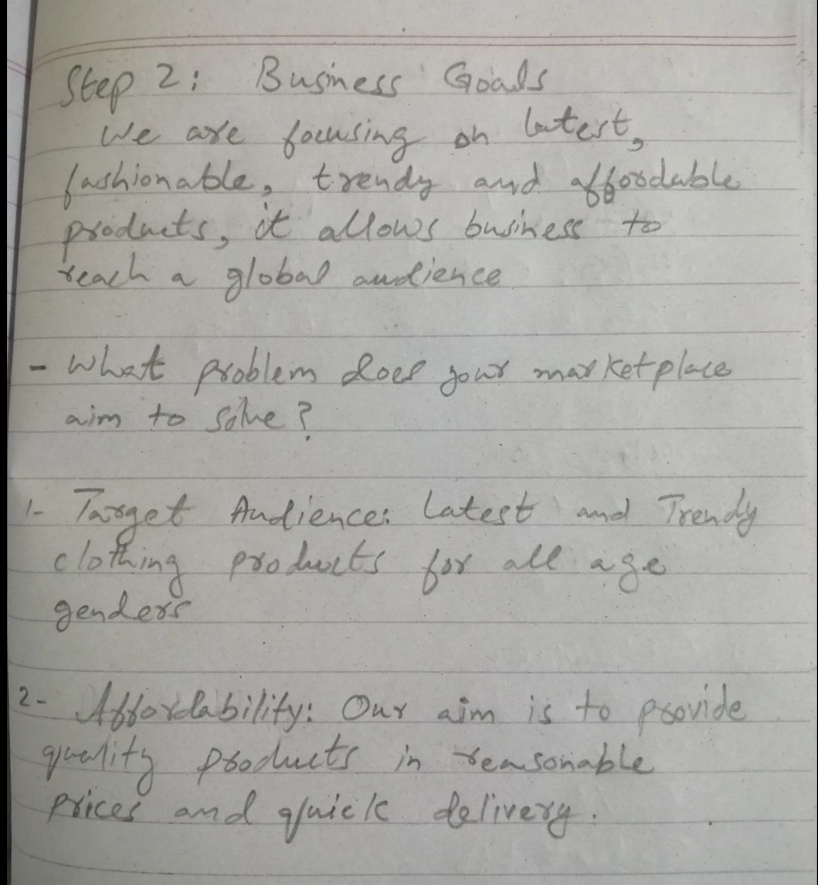 Step 2: Business Goals
We are focusing on latest,
fashionable, trendy and affordable
products, it allows business to
reach a global audience
- What problem does your marketplace
aim to solve?
1- Target Audience: Latest and Trendy
clothing products for all age
genders
2- Affordability: Our aim is to provide
quality products in reasonable
prices and quick delivery.